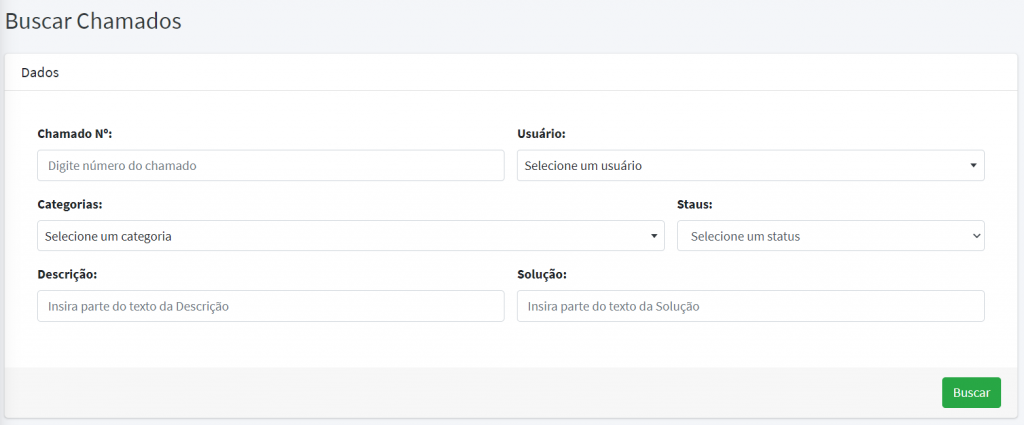 Buscar Chamados
Dados
Chamado Nº:
Usuário:
Digite número do chamado
Selecione um usuário
Categorias:
Staus:
Selecione um categoria
Selecione um status
Descrição:
Solução:
Insira parte do texto da Descrição
Insira parte do texto da Solução
Buscar